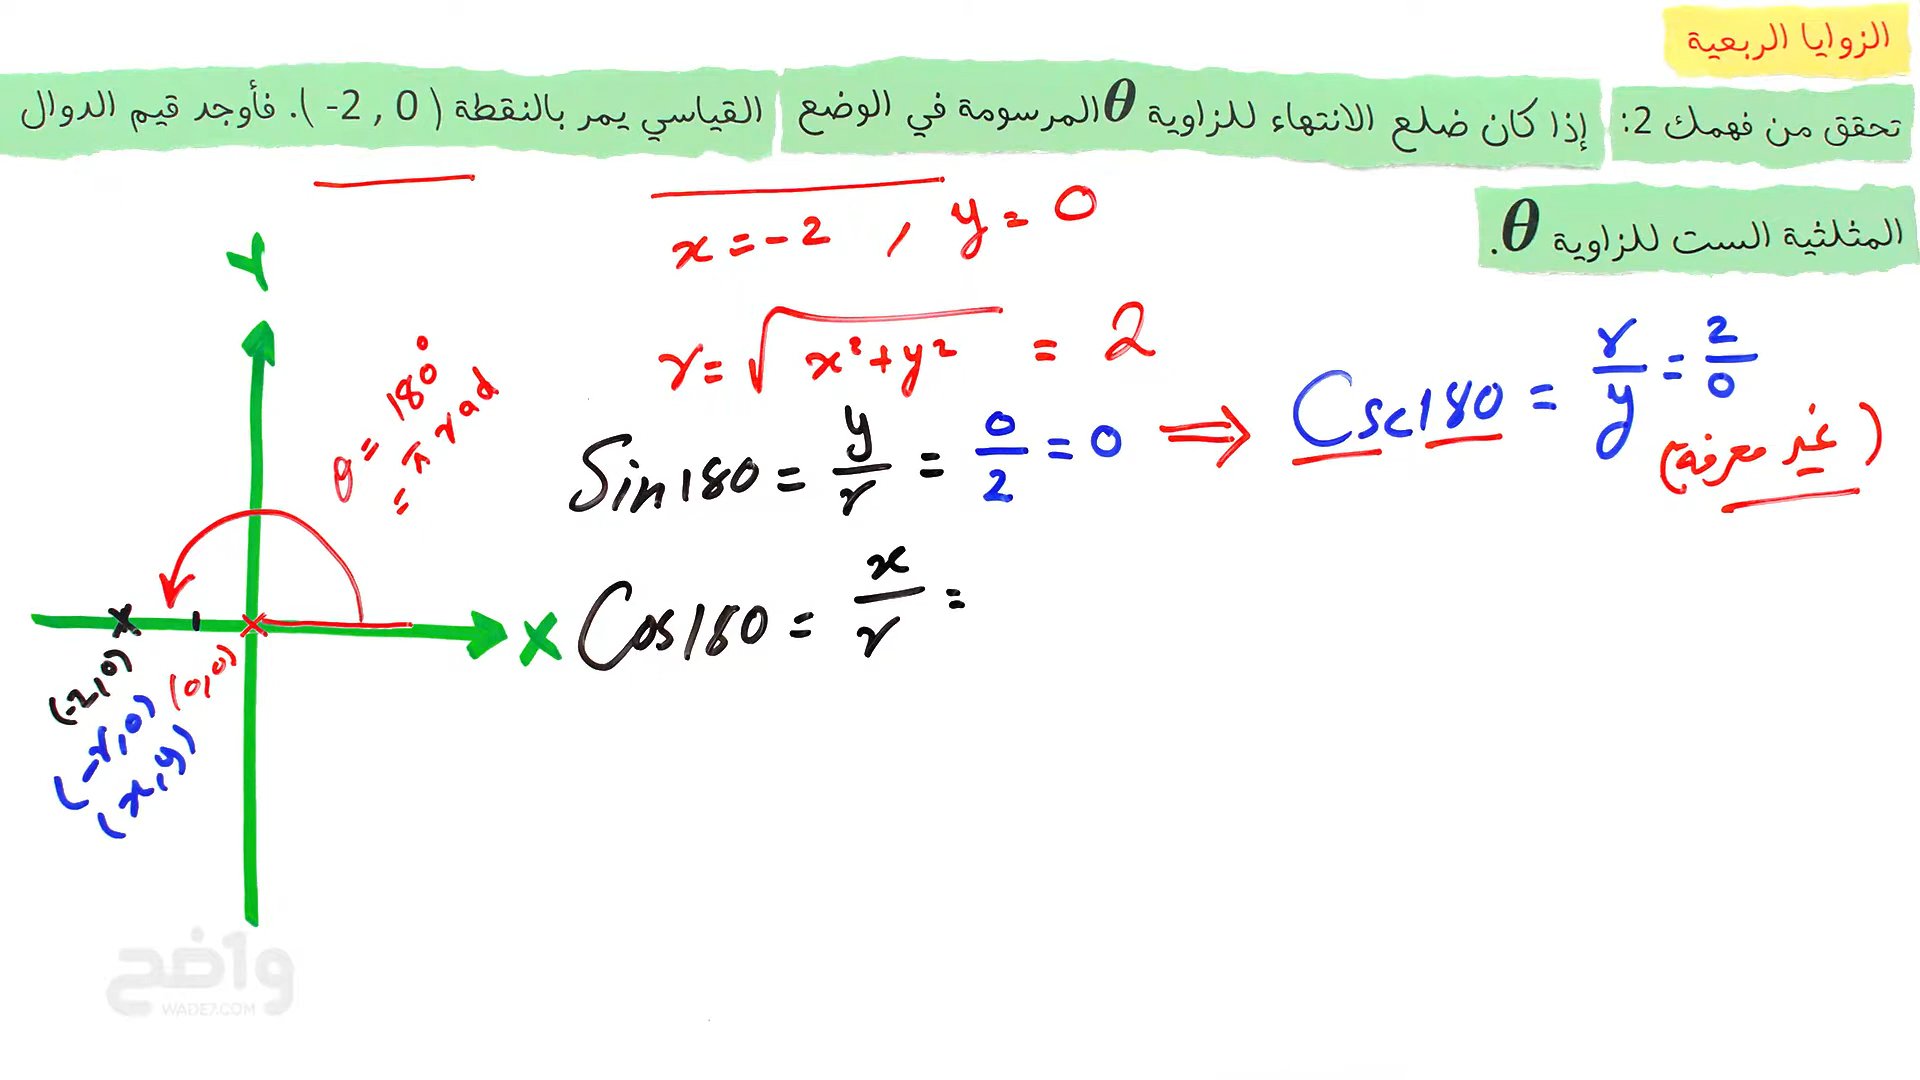 الزوايا الربعية
تحقق من فهمك 2: إذا كان ضلع الانتهاء للزاوية θ المرسومة في الوضع القياسي يمر بالنقطة ( 0 , 2- ). فأوجد قيم الدوال
المثلثية الست للزاوية θ.
x = -2 , y = 0
r = √(x² + y²) = 2
Sin180 = y/r = 0/2 = 0 ⇒ Csc180 = r/y = 2/0
(غير معرفة)
Cos180 = x/r =
Y
θ = 180°
= π rad
X
(-2,0)
(0,0)
(-r,0)
(x,y)
واضح
WADE7.COM